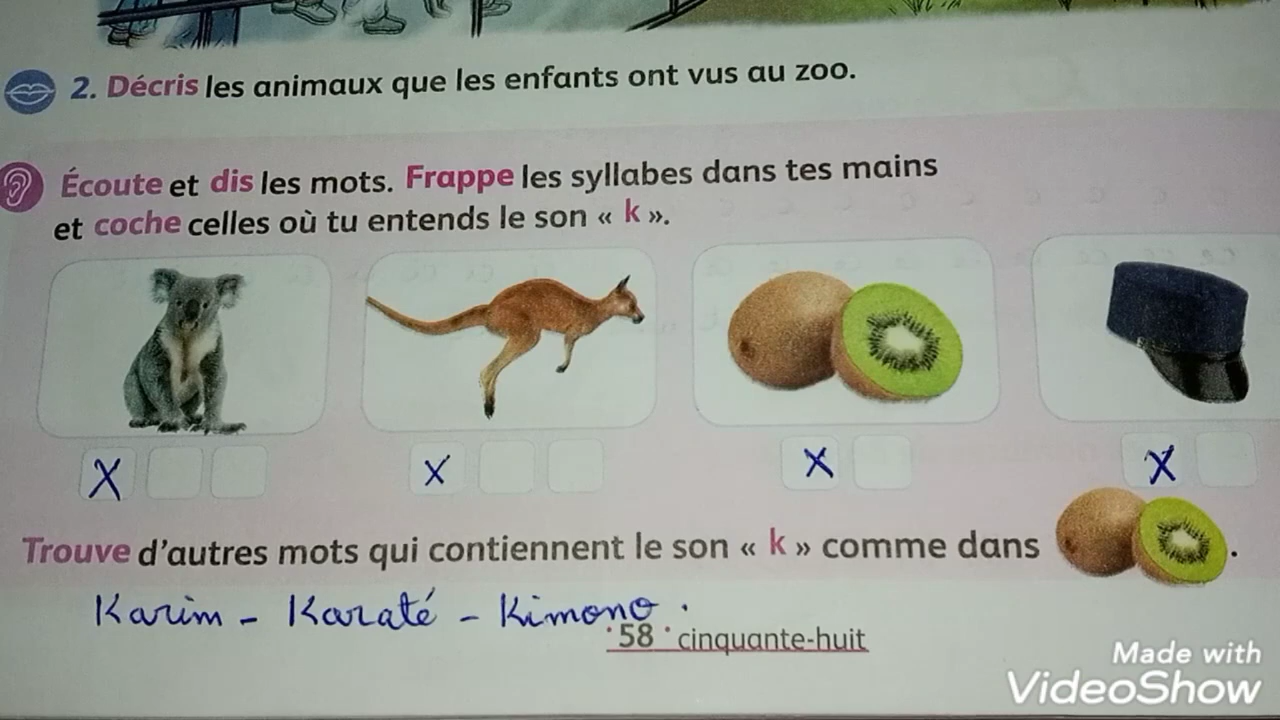 2. Décris les animaux que les enfants ont vus au zoo.
Écoute et dis les mots. Frappe les syllabes dans tes mains
et coche celles où tu entends le son « k ».
X X X X
Trouve d'autres mots qui contiennent le son « k » comme dans .
Karim - Karaté - Kimono .
58 cinquante-huit
Made with
VideoShow